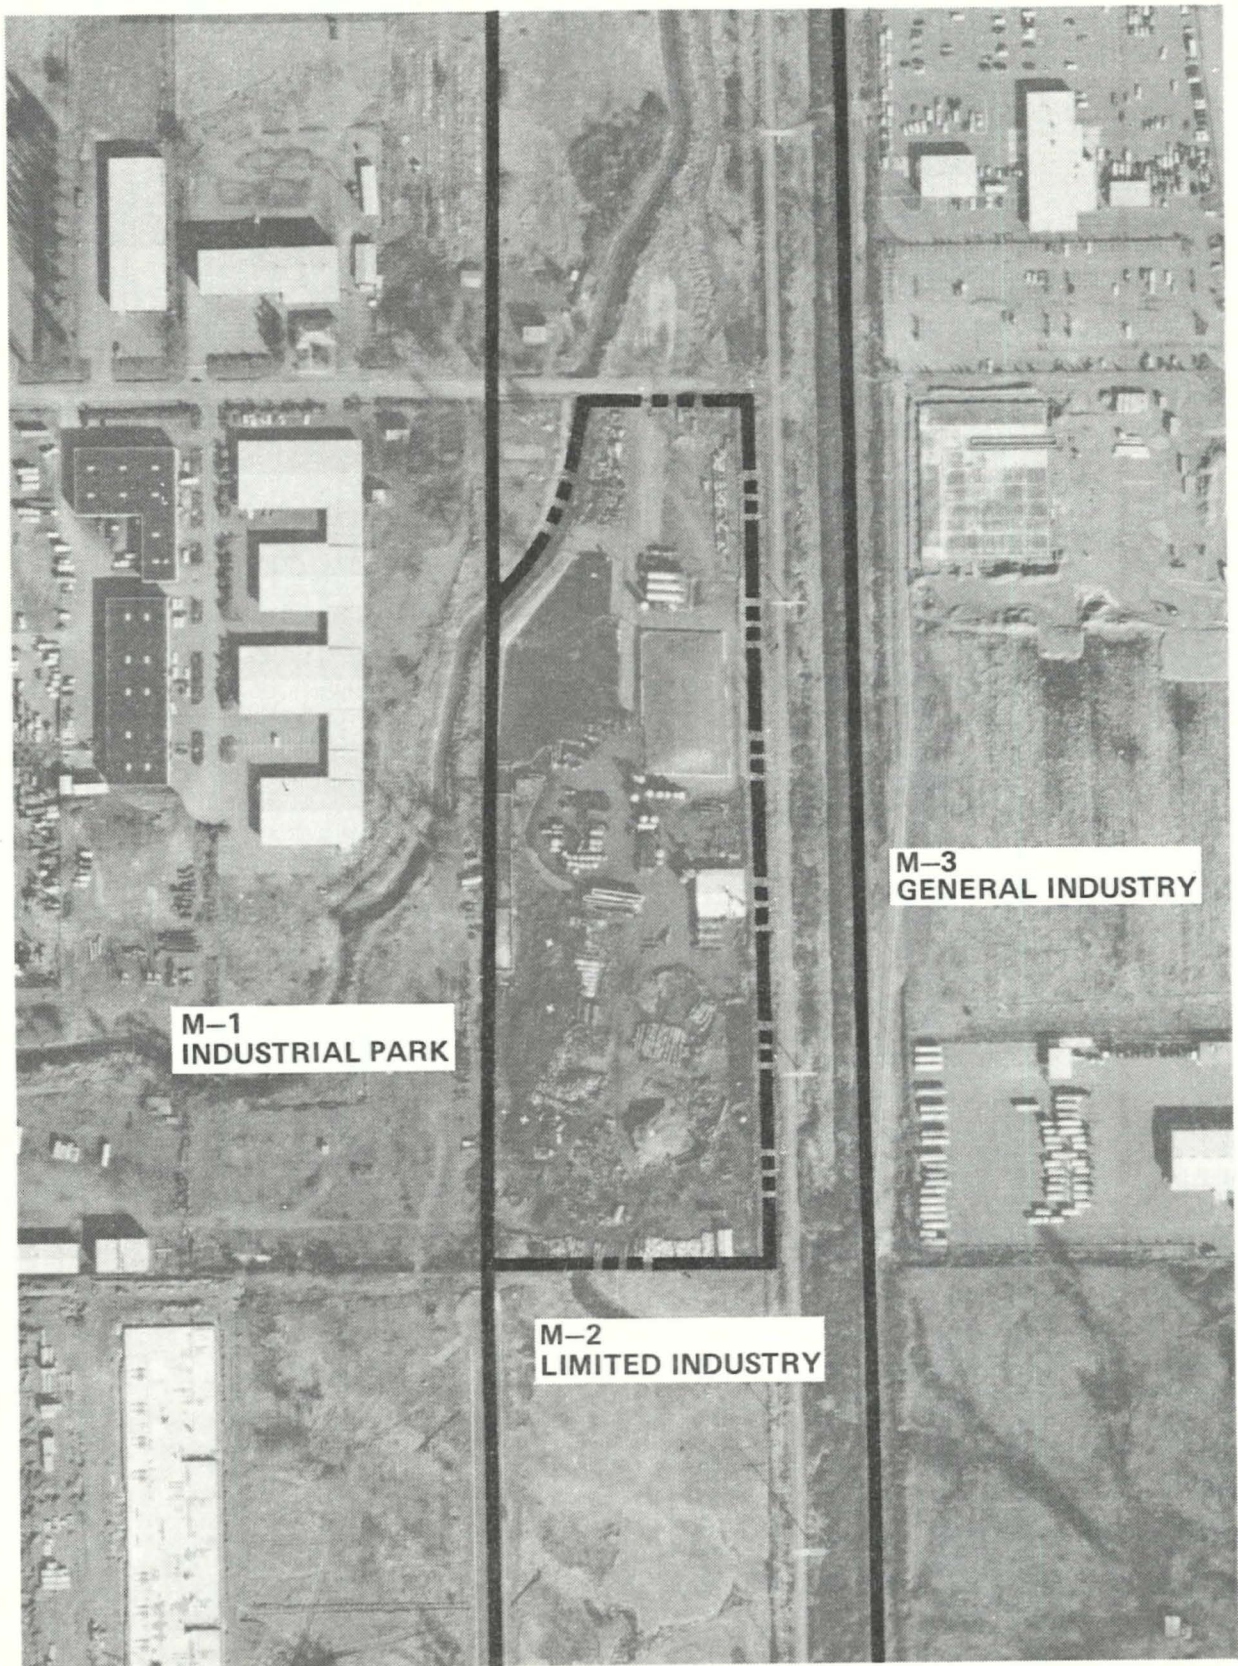 M—3
GENERAL INDUSTRY
M—1
INDUSTRIAL PARK
M—2
LIMITED INDUSTRY